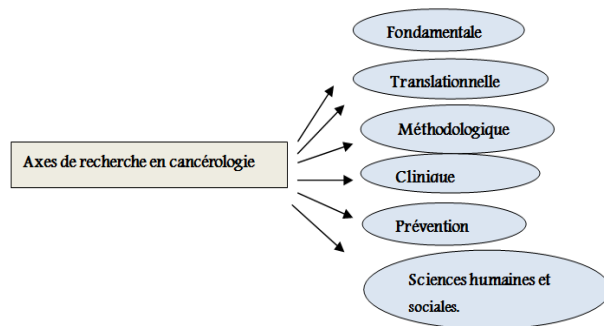 Fondamentale
Translationnelle
Méthodologique
Axes de recherche en cancérologie
Clinique
Prévention
Sciences humaines et
sociales.